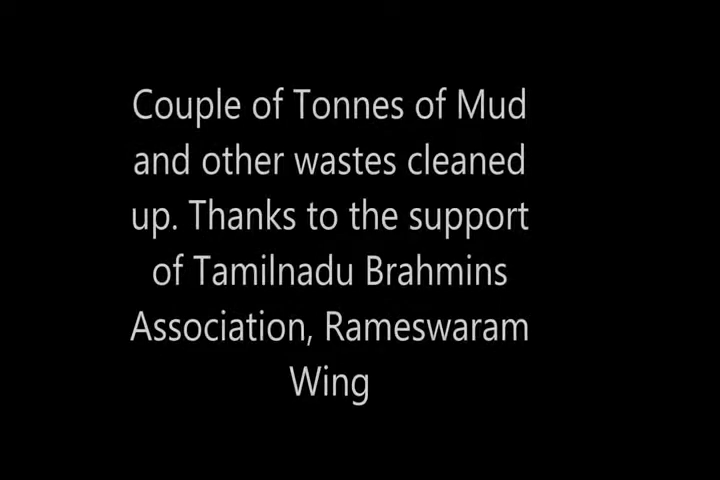 Couple of Tonnes of Mud
and other wastes cleaned
up. Thanks to the support
of Tamilnadu Brahmins
Association, Rameswaram
Wing